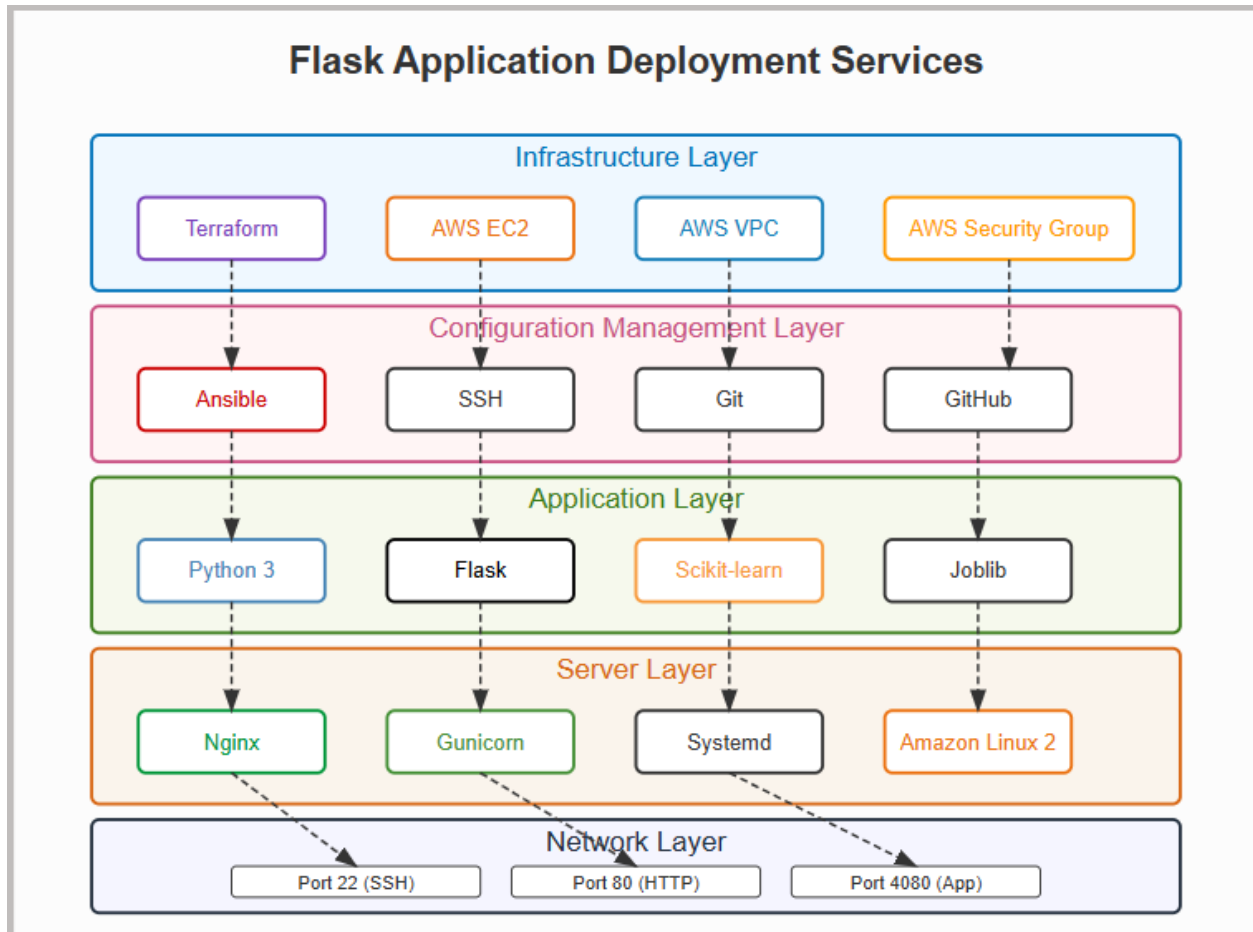 Flask Application Deployment Services
Infrastructure Layer
Terraform
AWS EC2
AWS VPC
AWS Security Group
Configuration Management Layer
Ansible
SSH
Git
GitHub
Application Layer
Python 3
Flask
Scikit-learn
Joblib
Server Layer
Nginx
Gunicorn
Systemd
Amazon Linux 2
Network Layer
Port 22 (SSH)
Port 80 (HTTP)
Port 4080 (App)